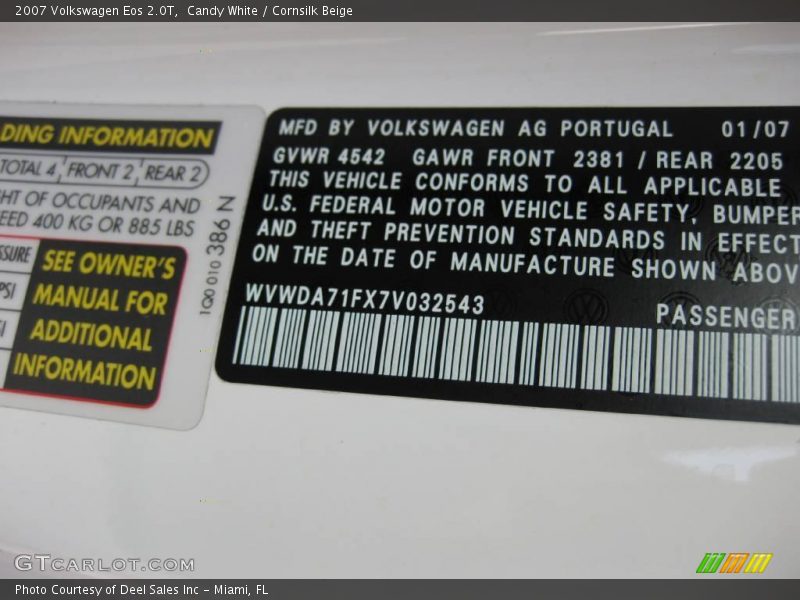 2007 Volkswagen Eos 2.0T, Candy White / Cornsilk Beige
DING INFORMATION
TOTAL 4, FRONT 2, REAR 2
HT OF OCCUPANTS AND
EED 400 KG OR 885 LBS
SSURE
PSI
SEE OWNER'S
MANUAL FOR
ADDITIONAL
INFORMATION
1Q0 010 386 N
MFD BY VOLKSWAGEN AG PORTUGAL 01/07
GVWR 4542 GAWR FRONT 2381 / REAR 2205
THIS VEHICLE CONFORMS TO ALL APPLICABLE
U.S. FEDERAL MOTOR VEHICLE SAFETY, BUMPER
AND THEFT PREVENTION STANDARDS IN EFFECT
ON THE DATE OF MANUFACTURE SHOWN ABOV
WVWDA71FX7V032543 PASSENGER
GTCARLOT.COM
Photo Courtesy of Deel Sales Inc - Miami, FL